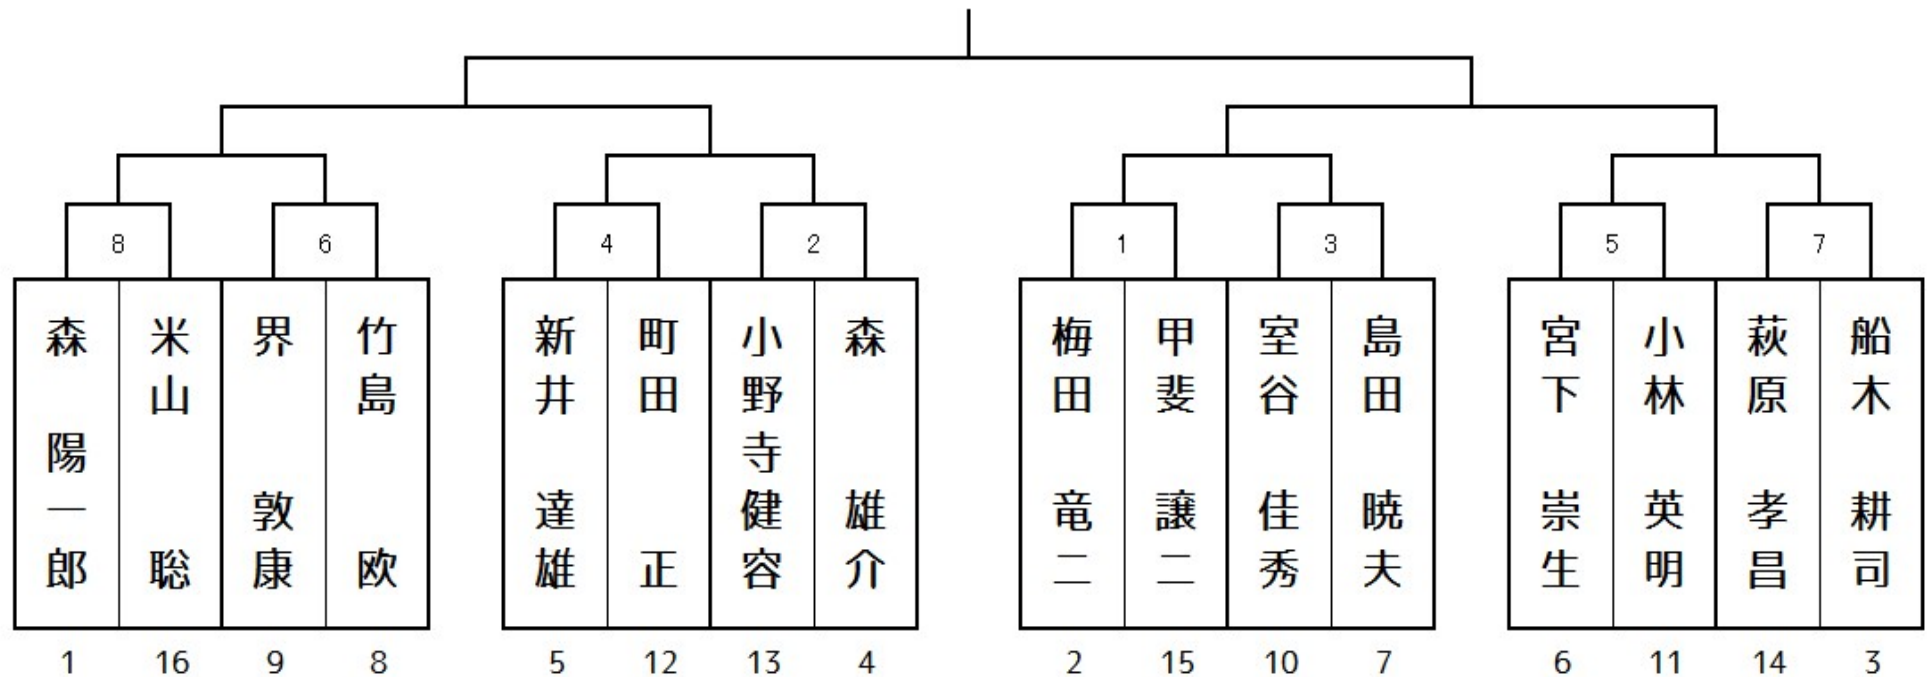 8 6 4 2 1 3 5 7
森 陽一郎
米山 聡
界 敦康
竹島 欧
新井 達雄
町田 正
小野寺健容
森 雄介
梅田 竜二
甲斐 譲二
室谷 佳秀
島田 暁夫
宮下 崇生
小林 英明
萩原 孝昌
船木 耕司
1 16 9 8 5 12 13 4 2 15 10 7 6 11 14 3